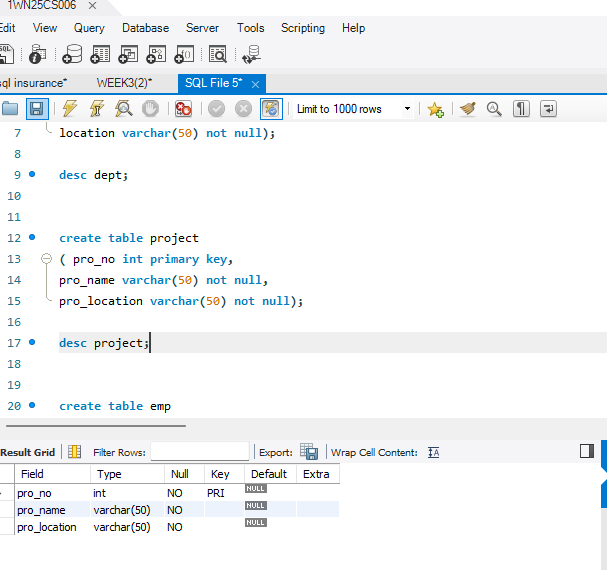 1WN25CS006
Edit View Query Database Server Tools Scripting Help
sql insurance* WEEK3(2)* SQL File 5*
Limit to 1000 rows
7 location varchar(50) not null);
8
9 desc dept;
10
11
12 create table project
13 ( pro_no int primary key,
14 pro_name varchar(50) not null,
15 pro_location varchar(50) not null);
16
17 desc project;
18
19
20 create table emp
Result Grid Filter Rows: Export: Wrap Cell Content: IA
Field Type Null Key Default Extra
pro_no int NO PRI NULL
pro_name varchar(50) NO NULL
pro_location varchar(50) NO NULL